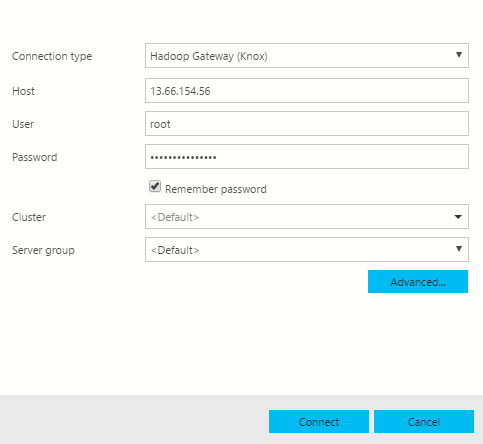 Connection type Hadoop Gateway (Knox)
Host 13.66.154.56
User root
Password •••••••••••••••
Remember password
Cluster <Default>
Server group <Default>
Advanced...
Connect Cancel